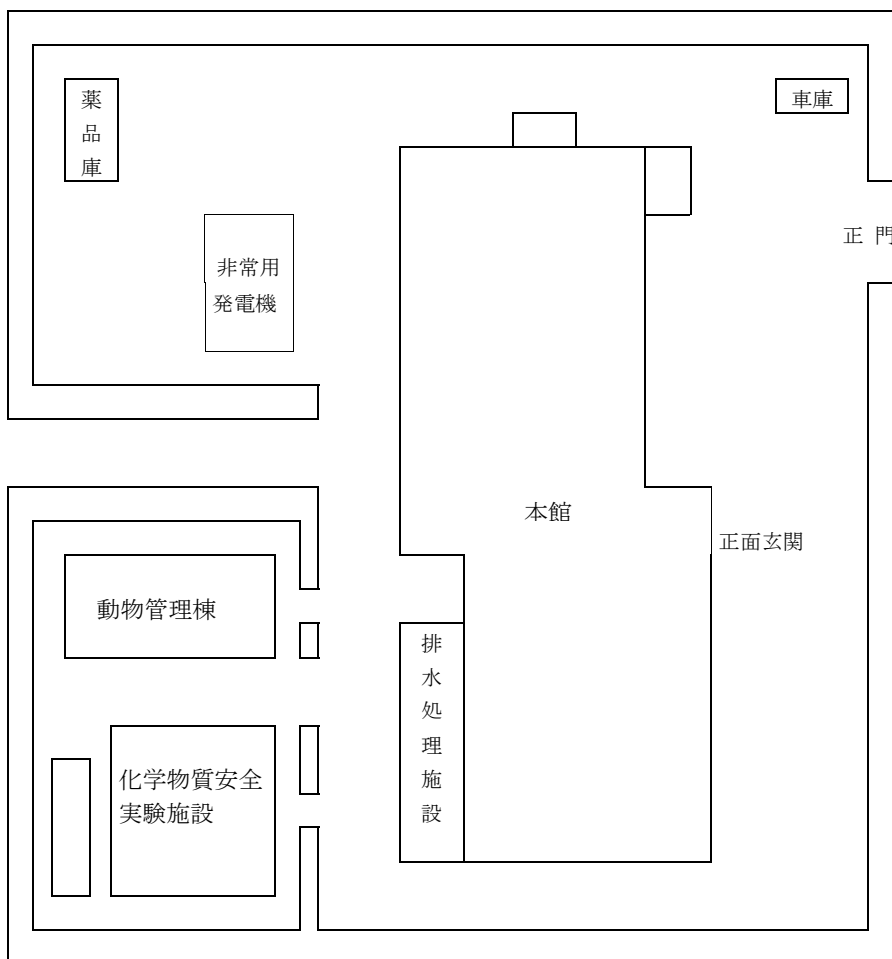 薬品庫
車庫
正 門
非常用
発電機
本館
正面玄関
動物管理棟
排水処理施設
化学物質安全
実験施設